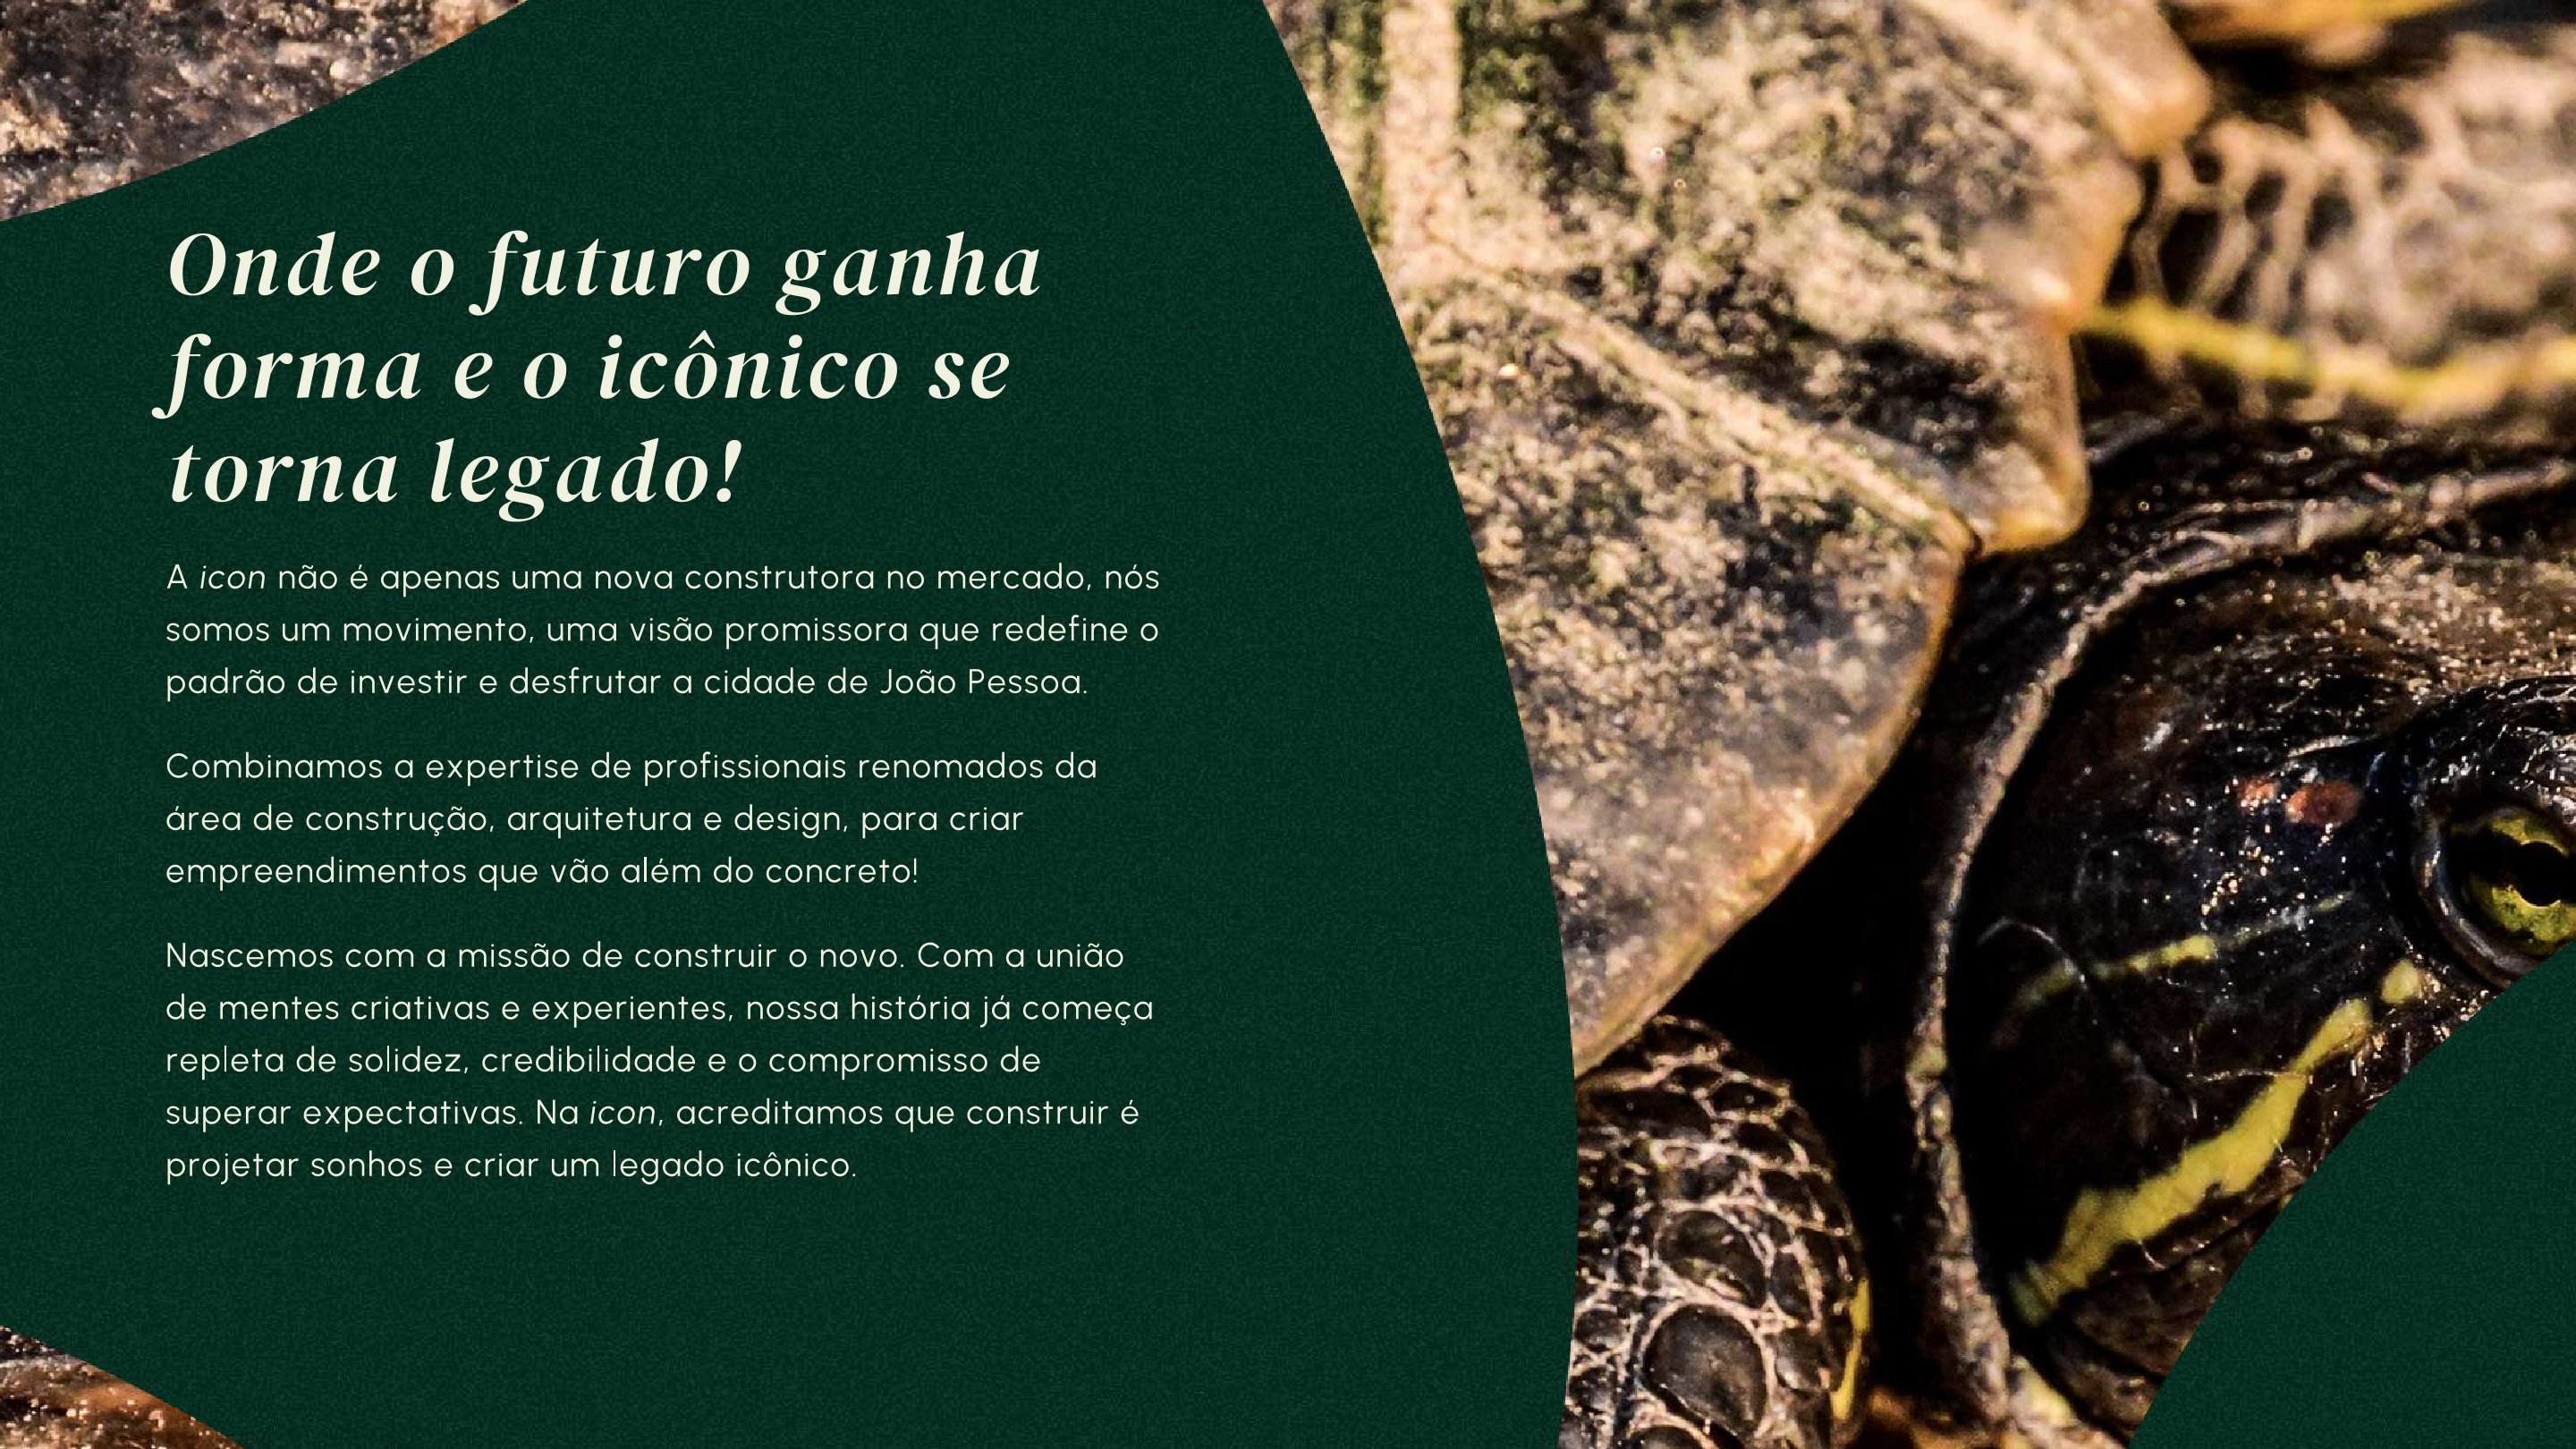 Onde o futuro ganha
forma e o icônico se
torna legado!
A icon não é apenas uma nova construtora no mercado, nós
somos um movimento, uma visão promissora que redefine o
padrão de investir e desfrutar a cidade de João Pessoa.
Combinamos a expertise de profissionais renomados da
área de construção, arquitetura e design, para criar
empreendimentos que vão além do concreto!
Nascemos com a missão de construir o novo. Com a união
de mentes criativas e experientes, nossa história já começa
repleta de solidez, credibilidade e o compromisso de
superar expectativas. Na icon, acreditamos que construir é
projetar sonhos e criar um legado icônico.